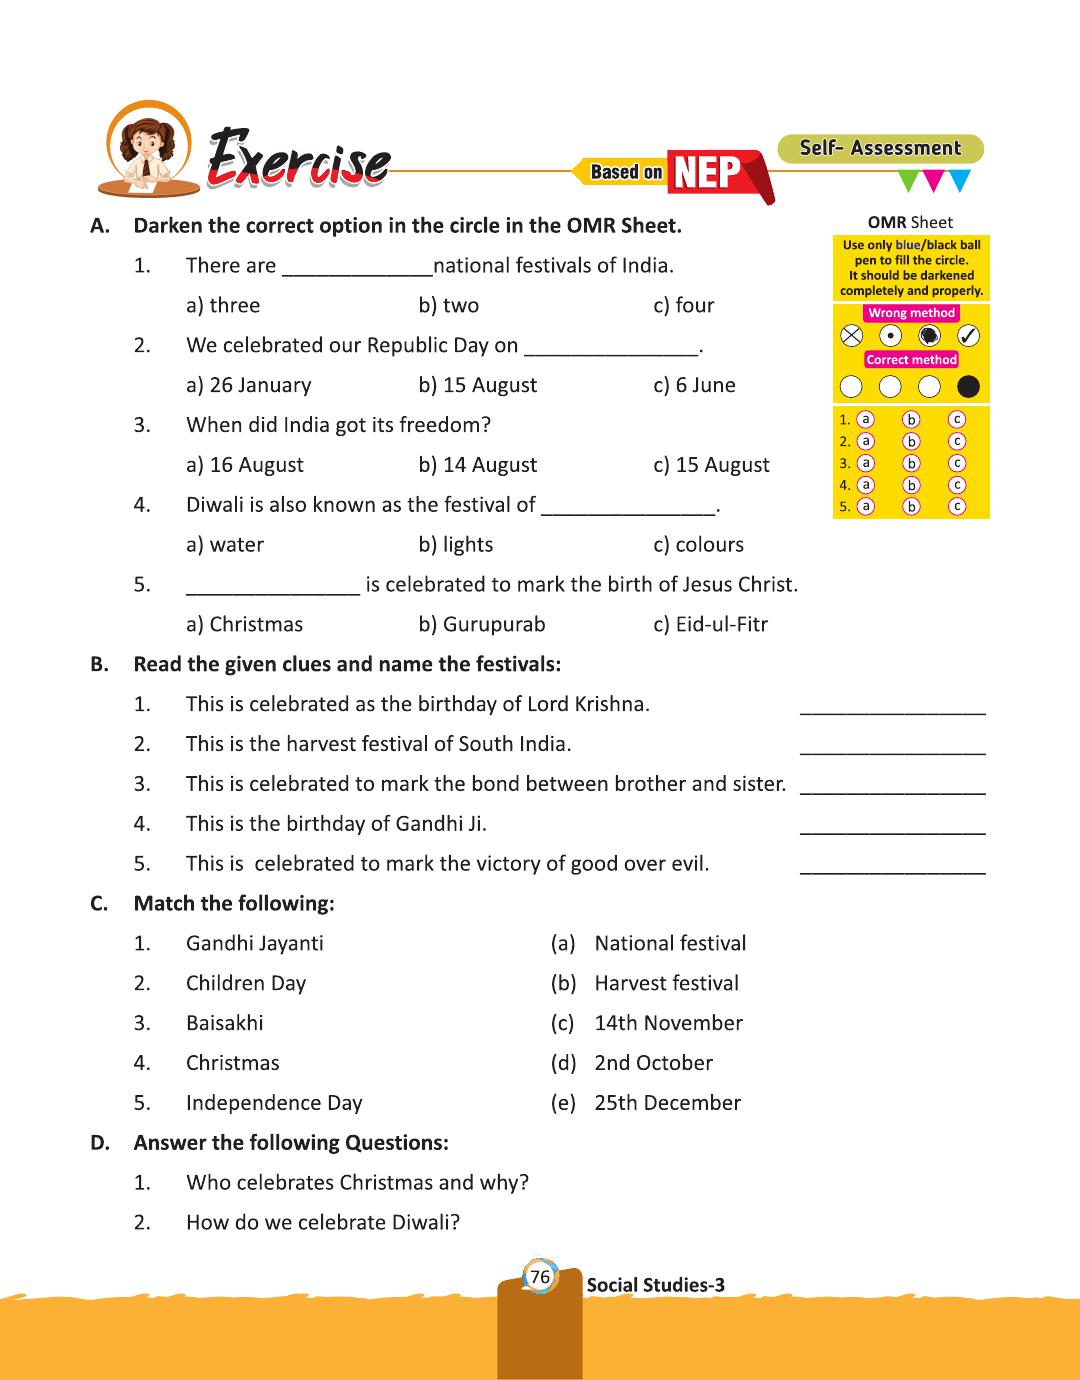 Exercise
Based on NEP
Self- Assessment
A. Darken the correct option in the circle in the OMR Sheet.
1. There are _____________national festivals of India.
a) three b) two c) four
2. We celebrated our Republic Day on _______________.
a) 26 January b) 15 August c) 6 June
3. When did India got its freedom?
a) 16 August b) 14 August c) 15 August
4. Diwali is also known as the festival of _______________.
a) water b) lights c) colours
5. _______________ is celebrated to mark the birth of Jesus Christ.
a) Christmas b) Gurupurab c) Eid-ul-Fitr
OMR Sheet
Use only blue/black ball
pen to fill the circle.
It should be darkened
completely and properly.
Wrong method
Correct method
1. a b c
2. a b c
3. a b c
4. a b c
5. a b c
B. Read the given clues and name the festivals:
1. This is celebrated as the birthday of Lord Krishna. ________________
2. This is the harvest festival of South India. ________________
3. This is celebrated to mark the bond between brother and sister. ________________
4. This is the birthday of Gandhi Ji. ________________
5. This is  celebrated to mark the victory of good over evil. ________________
C. Match the following:
1. Gandhi Jayanti (a) National festival
2. Children Day (b) Harvest festival
3. Baisakhi (c) 14th November
4. Christmas (d) 2nd October
5. Independence Day (e) 25th December
D. Answer the following Questions:
1. Who celebrates Christmas and why?
2. How do we celebrate Diwali?
76
Social Studies-3